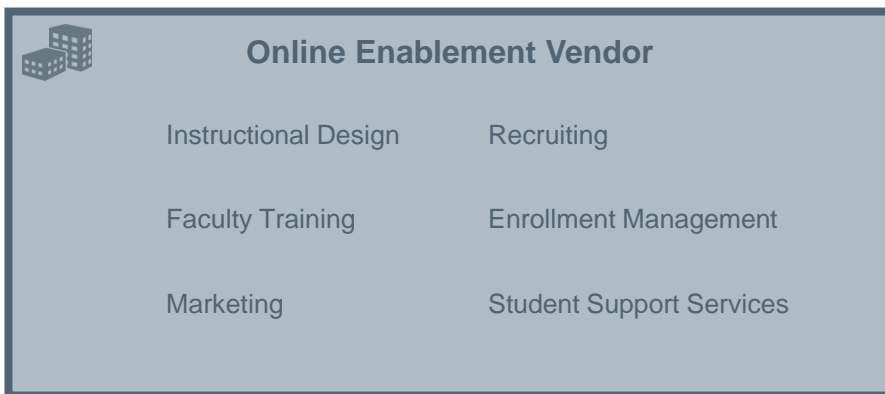 Online Enablement Vendor
Instructional Design
Recruiting
Faculty Training
Enrollment Management
Marketing
Student Support Services